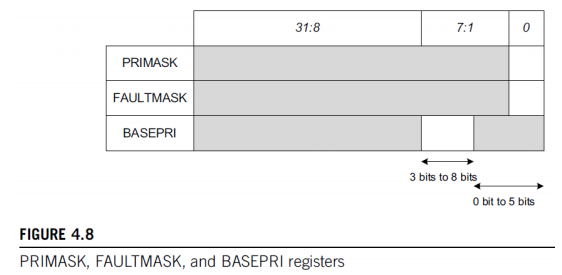 31:8 7:1 0
PRIMASK
FAULTMASK
BASEPRI
3 bits to 8 bits
0 bit to 5 bits
FIGURE 4.8
PRIMASK, FAULTMASK, and BASEPRI registers